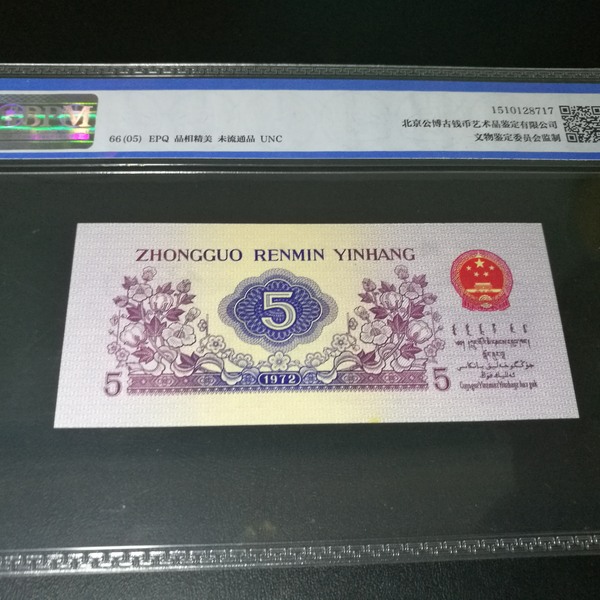 GBPM
1510128717
北京公博古钱币艺术品鉴定有限公司
66 (05) EPQ 品相精美 未流通品 UNC
文物鉴定委员会监制
ZHONGGUO RENMIN YINHANG
5
5
1972
5